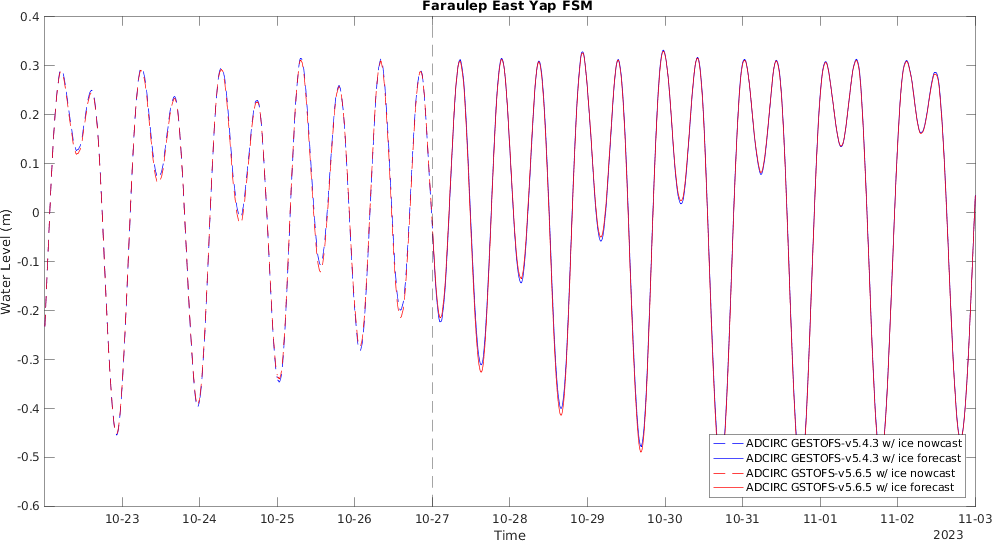 Faraulep East Yap FSM
0.4
0.3
0.2
0.1
0
-0.1
-0.2
-0.3
-0.4
-0.5
-0.6
Water Level (m)
ADCIRC GESTOFS-v5.4.3 w/ ice nowcast
ADCIRC GESTOFS-v5.4.3 w/ ice forecast
ADCIRC GSTOFS-v5.6.5 w/ ice nowcast
ADCIRC GSTOFS-v5.6.5 w/ ice forecast
10-23 10-24 10-25 10-26 10-27 10-28 10-29 10-30 10-31 11-01 11-02 11-03
Time 2023